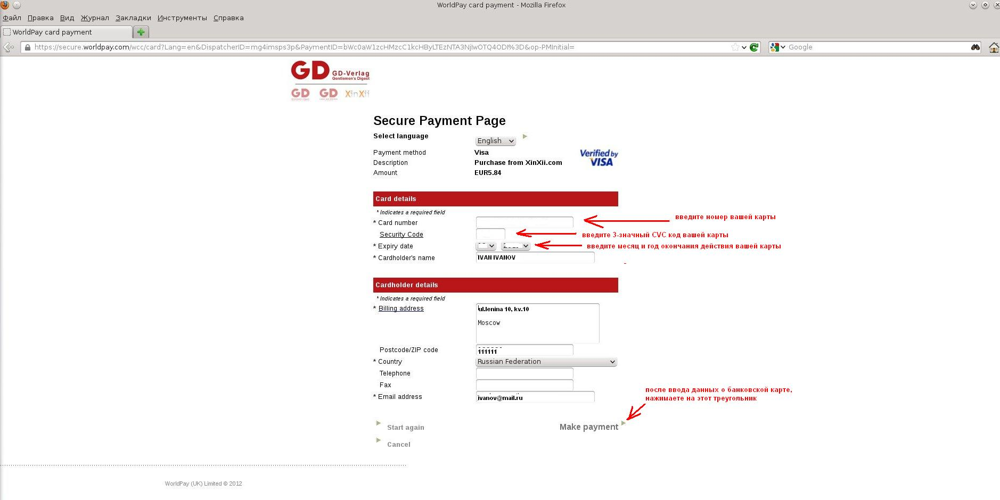 WorldPay card payment - Mozilla Firefox
Файл Правка Вид Журнал Закладки Инструменты Справка
WorldPay card payment
https://secure.worldpay.com/wcc/card?Lang=en&DispatcherID=mg4imsps3p&PaymentID=bWc0aW1zcHMzcC1kcHByLTEzNTA3NjIwOTQ4ODI%3D&op-PMInitial=
Google
GD GD-Verlag
Gentlemen's Digest
GD GD XinXii
Secure Payment Page
Select language English
Payment method Visa
Verified by VISA
Description Purchase from XinXii.com
Amount EUR5.84
Card details
* Indicates a required field
* Card number введите номер вашей карты
Security Code введите 3-значный CVC код вашей карты
* Expiry date введите месяц и год окончания действия вашей карты
* Cardholder's name IVAN IVANOV
Cardholder details
* Indicates a required field
* Billing address ul.lenina 10, kv.10
Moscow
Postcode/ZIP code 111111
* Country Russian Federation
Telephone
Fax
* Email address ivanov@mail.ru
после ввода данных о банковской карте,
нажимаете на этот треугольник
Start again Make payment
Cancel
WorldPay (UK) Limited © 2012